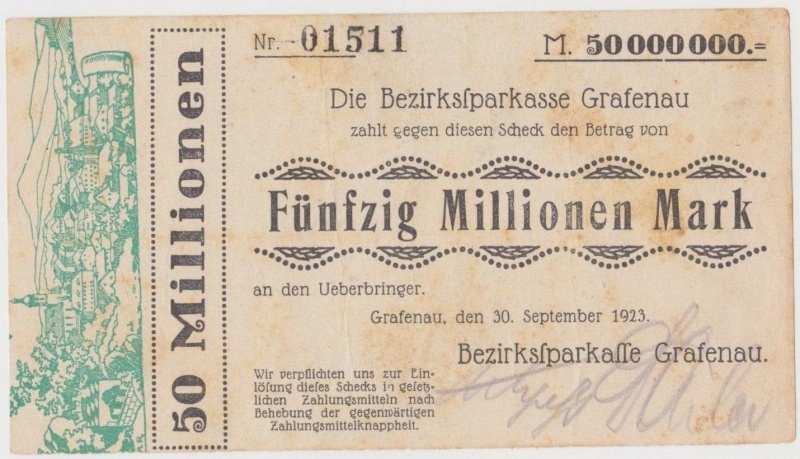 50 Millionen
Nr. 01511
M. 50000000.=
Die Bezirksſparkasse Grafenau
zahlt gegen diesen Scheck den Betrag von
Fünfzig Millionen Mark
an den Ueberbringer.
Grafenau, den 30. September 1923.
Bezirksſparkaſſe Grafenau.
Wir verpflichten uns zur Ein-
löſung dieſes Schecks in geſetz-
lichen Zahlungsmitteln nach
Behebung der gegenwärtigen
Zahlungsmittelknappheit.